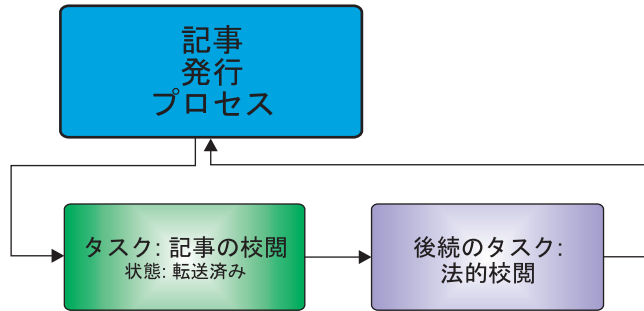 記事
発行
プロセス
タスク: 記事の校閲
状態: 転送済み
後続のタスク:
法的校閲